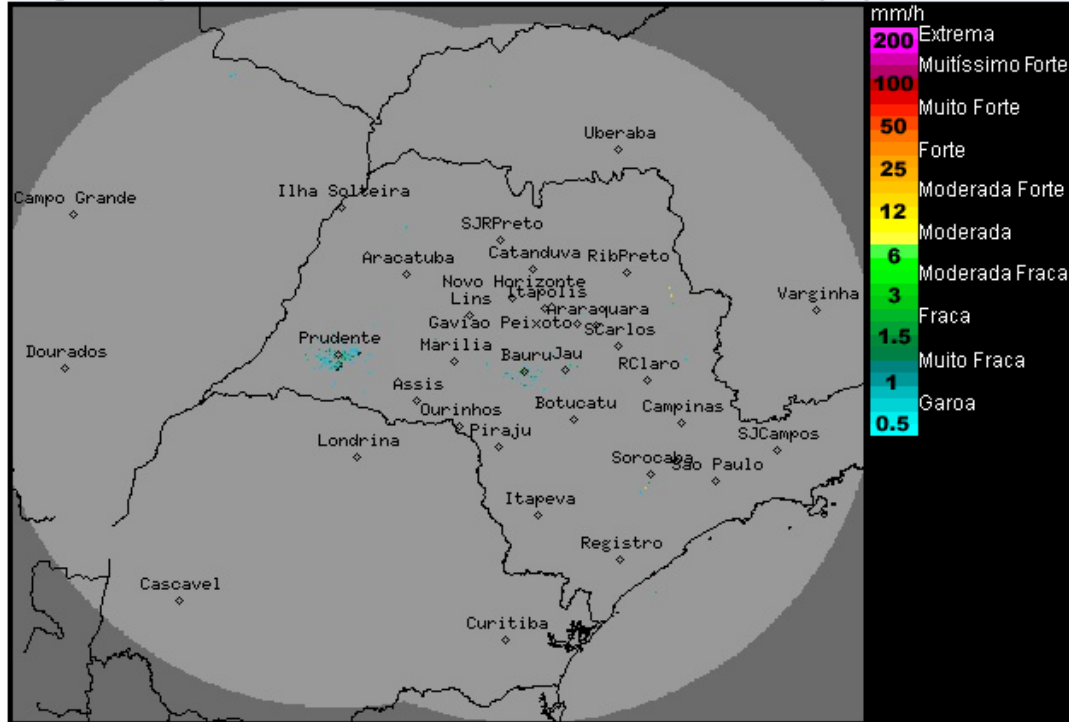 mm/h
200 Extrema
Muitíssimo Forte
100
Muito Forte
50
Forte
25
Moderada Forte
12
Moderada
6
Moderada Fraca
3
Fraca
1.5
Muito Fraca
1
Garoa
0.5
Uberaba
Campo Grande
Ilha Solteira
SJRPreto
Aracatuba
Catanduva
RibPreto
Novo Horizonte
Itapolis
Lins
Araraquara
Varginha
Gaviao Peixoto
SCarlos
Prudente
Dourados
Marilia
Bauru
Jau
RClaro
Assis
Ourinhos
Botucatu
Campinas
Londrina
Piraju
SJCampos
Sorocaba
Sao Paulo
Itapeva
Registro
Cascavel
Curitiba